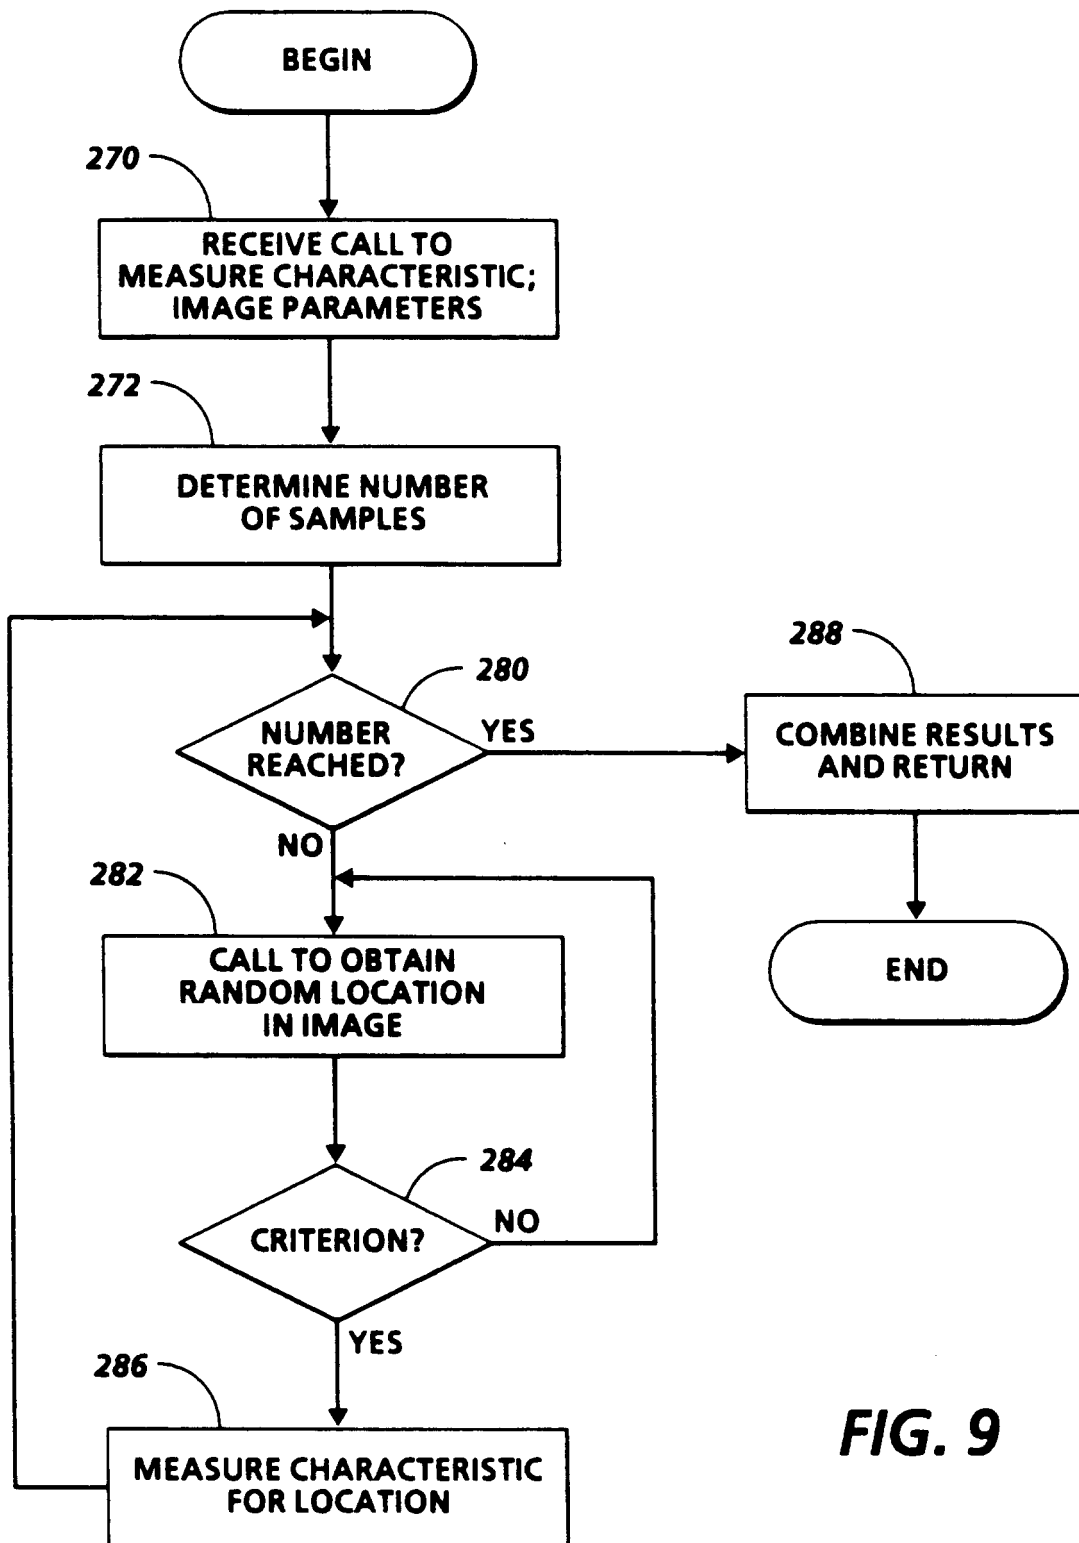 BEGIN
270
RECEIVE CALL TO
MEASURE CHARACTERISTIC;
IMAGE PARAMETERS
272
DETERMINE NUMBER
OF SAMPLES
280
NUMBER
REACHED?
YES
NO
288
COMBINE RESULTS
AND RETURN
END
282
CALL TO OBTAIN
RANDOM LOCATION
IN IMAGE
284
CRITERION?
NO
YES
286
MEASURE CHARACTERISTIC
FOR LOCATION
FIG. 9